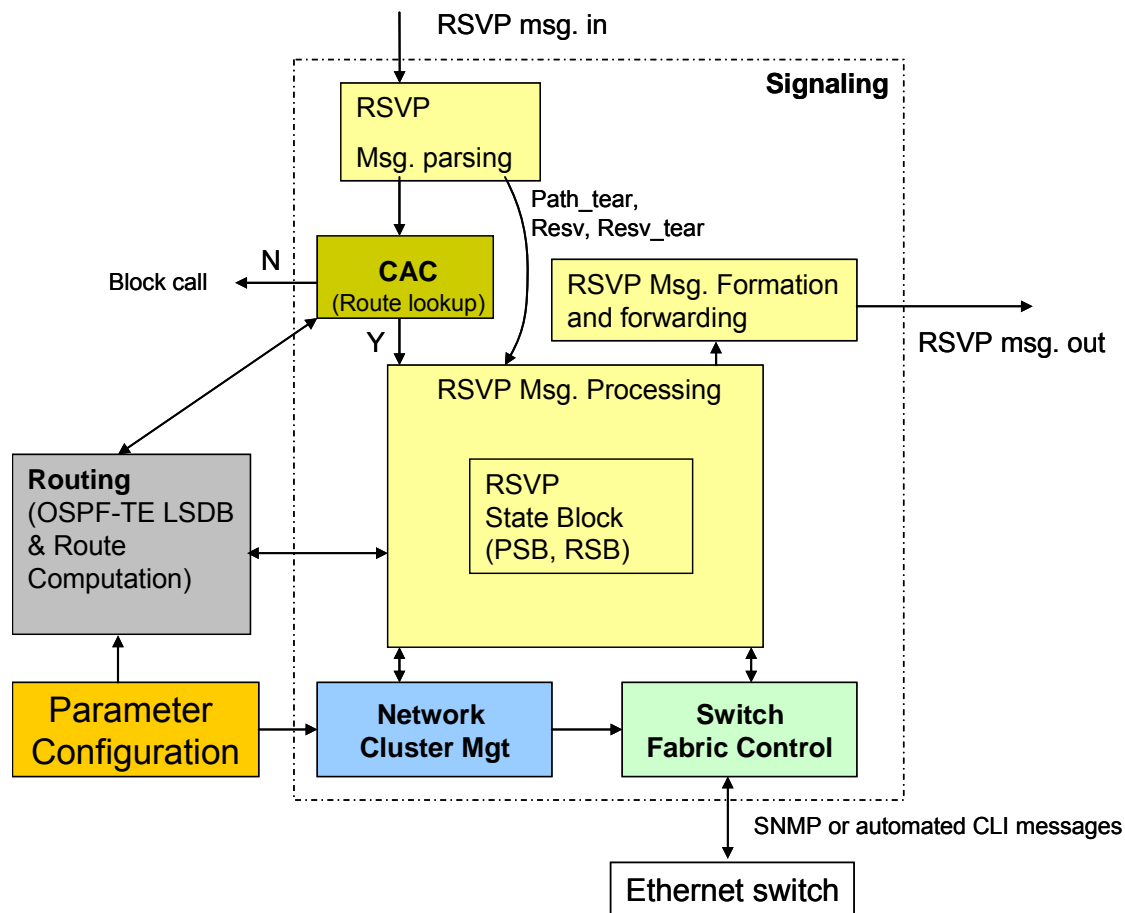 RSVP msg. in
Signaling
RSVP
Msg. parsing
Path_tear,
Resv, Resv_tear
N
Block call
CAC
(Route lookup)
Y
RSVP Msg. Formation
and forwarding
RSVP msg. out
RSVP Msg. Processing
RSVP
State Block
(PSB, RSB)
Routing
(OSPF-TE LSDB
& Route
Computation)
Parameter
Configuration
Network
Cluster Mgt
Switch
Fabric Control
SNMP or automated CLI messages
Ethernet switch